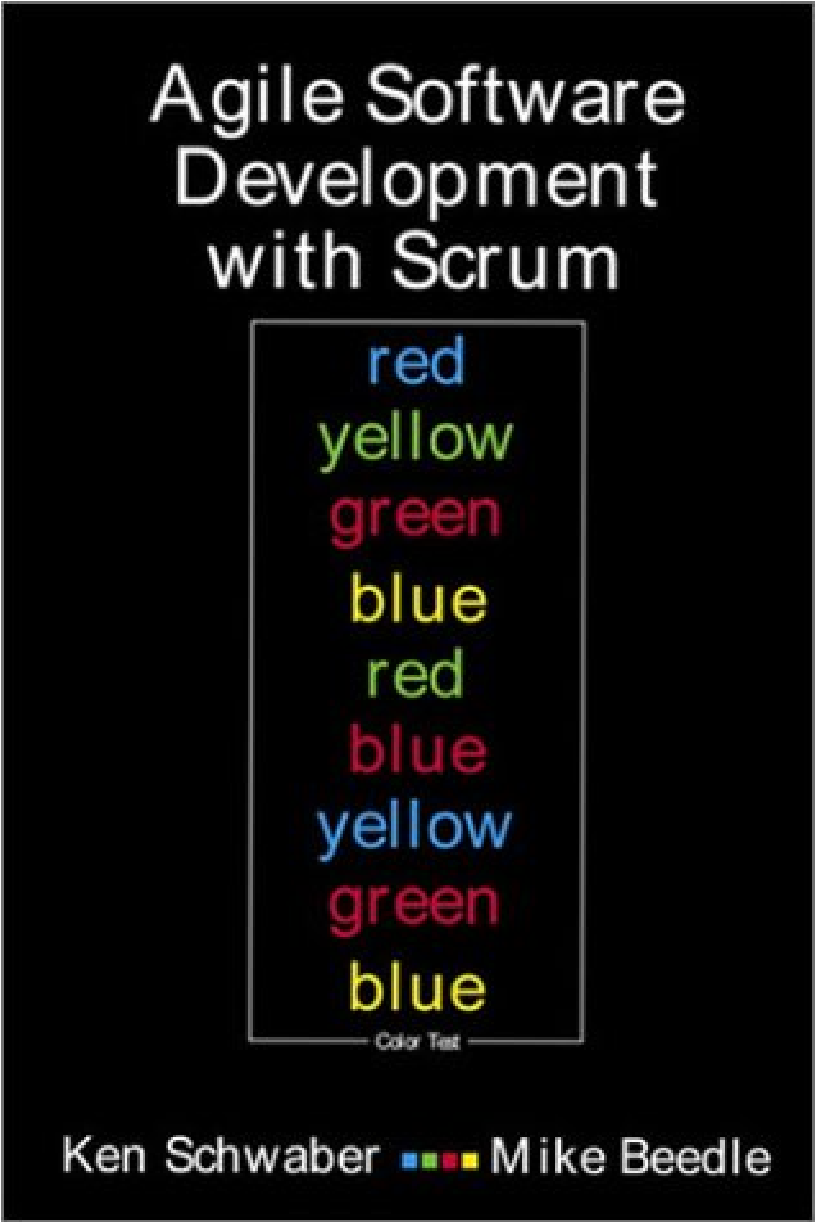 Agile Software
Development
with Scrum
red
yellow
green
blue
red
blue
yellow
green
blue
Color Test
Ken Schwaber Mike Beedle